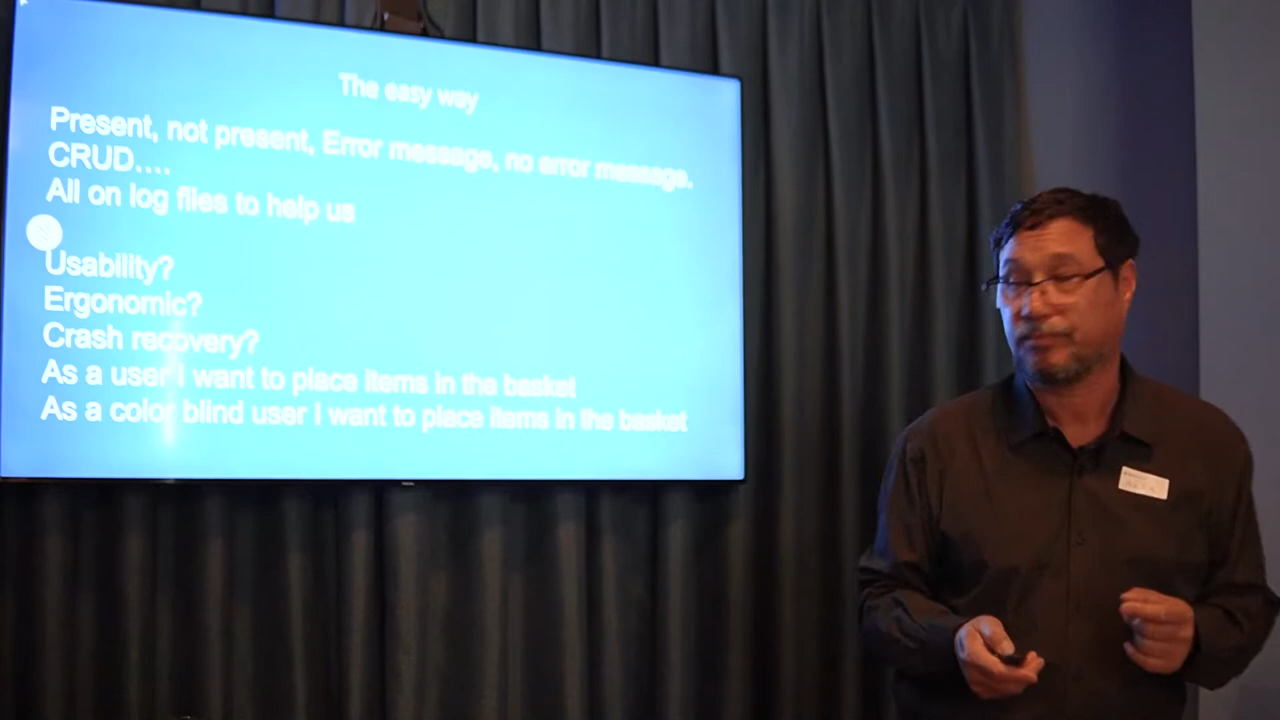 The easy way
Present, not present, Error message, no error message.
CRUD....
All on log files to help us
Usability?
Ergonomic?
Crash recovery?
As a user I want to place items in the basket
As a color blind user I want to place items in the basket